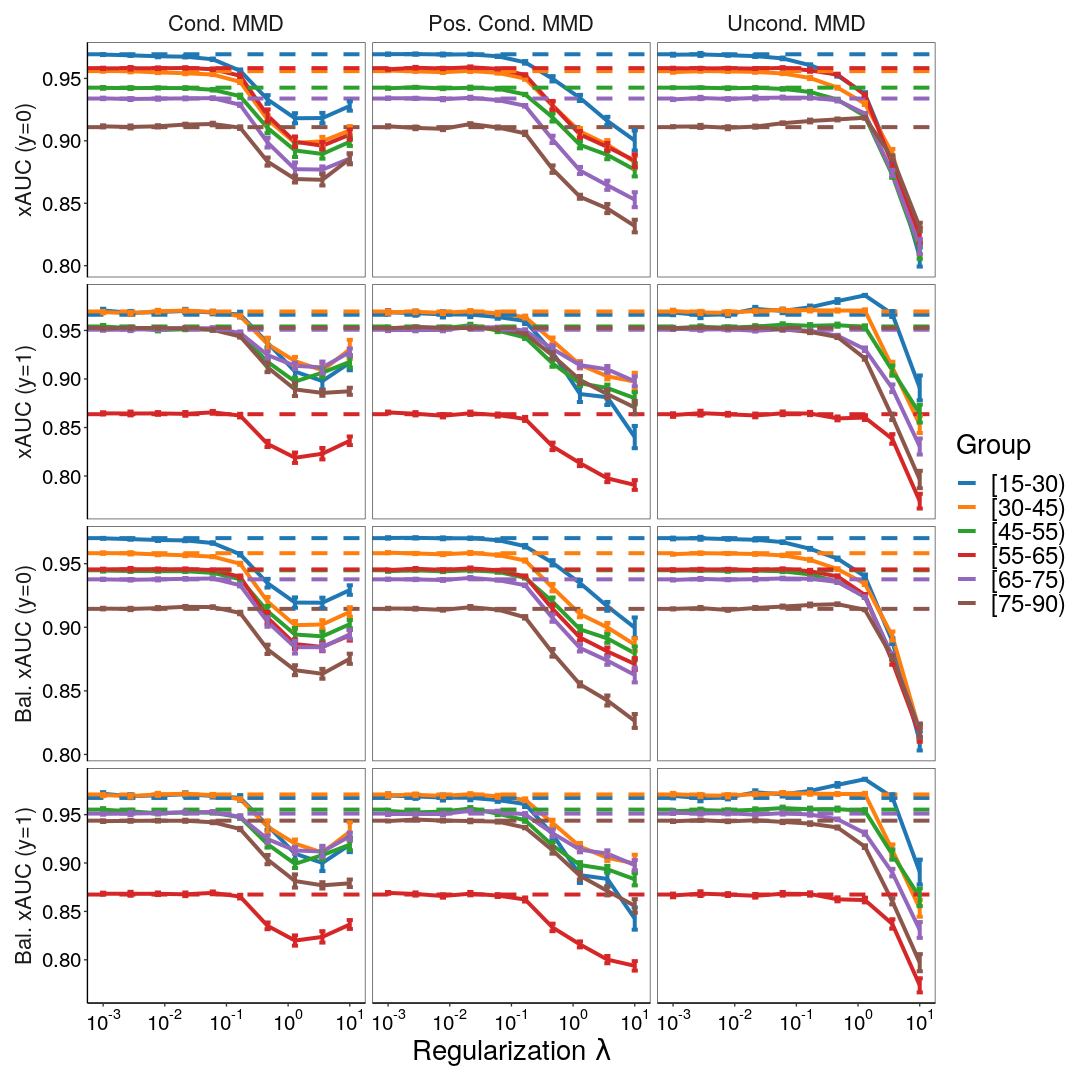 Cond. MMD Pos. Cond. MMD Uncond. MMD
xAUC (y=0)
0.95
0.90
0.85
0.80
xAUC (y=1)
0.95
0.90
0.85
0.80
Bal. xAUC (y=0)
0.95
0.90
0.85
0.80
Bal. xAUC (y=1)
0.95
0.90
0.85
0.80
10⁻³ 10⁻² 10⁻¹ 10⁰ 10¹ 10⁻³ 10⁻² 10⁻¹ 10⁰ 10¹ 10⁻³ 10⁻² 10⁻¹ 10⁰ 10¹
Regularization λ
Group
[15-30)
[30-45)
[45-55)
[55-65)
[65-75)
[75-90)